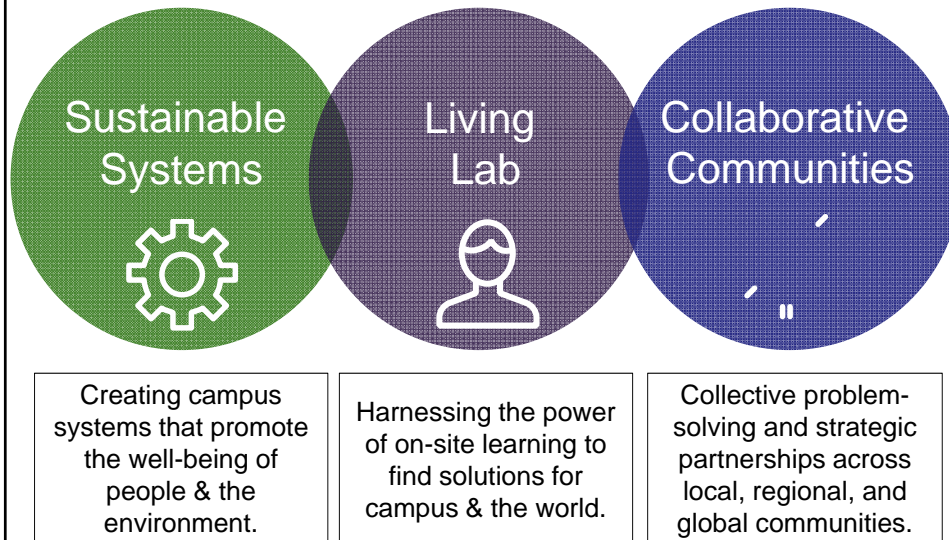 Sustainable
Systems
Living
Lab
Collaborative
Communities
Creating campus
systems that promote
the well-being of
people & the
environment.
Harnessing the power
of on-site learning to
find solutions for
campus & the world.
Collective problem-
solving and strategic
partnerships across
local, regional, and
global communities.